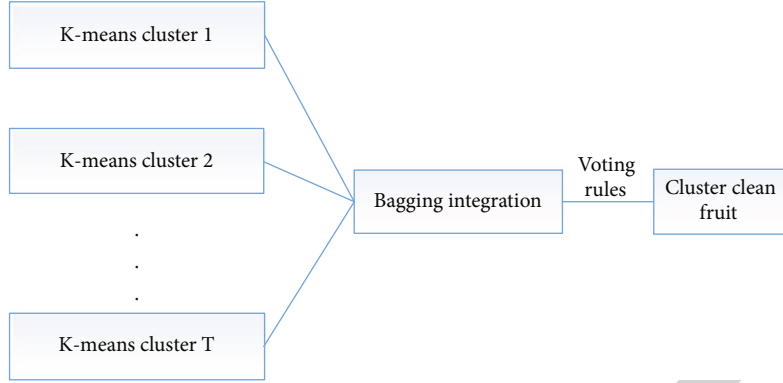 K-means cluster 1
K-means cluster 2
.
.
.
K-means cluster T
Bagging integration
Voting
rules
Cluster clean
fruit